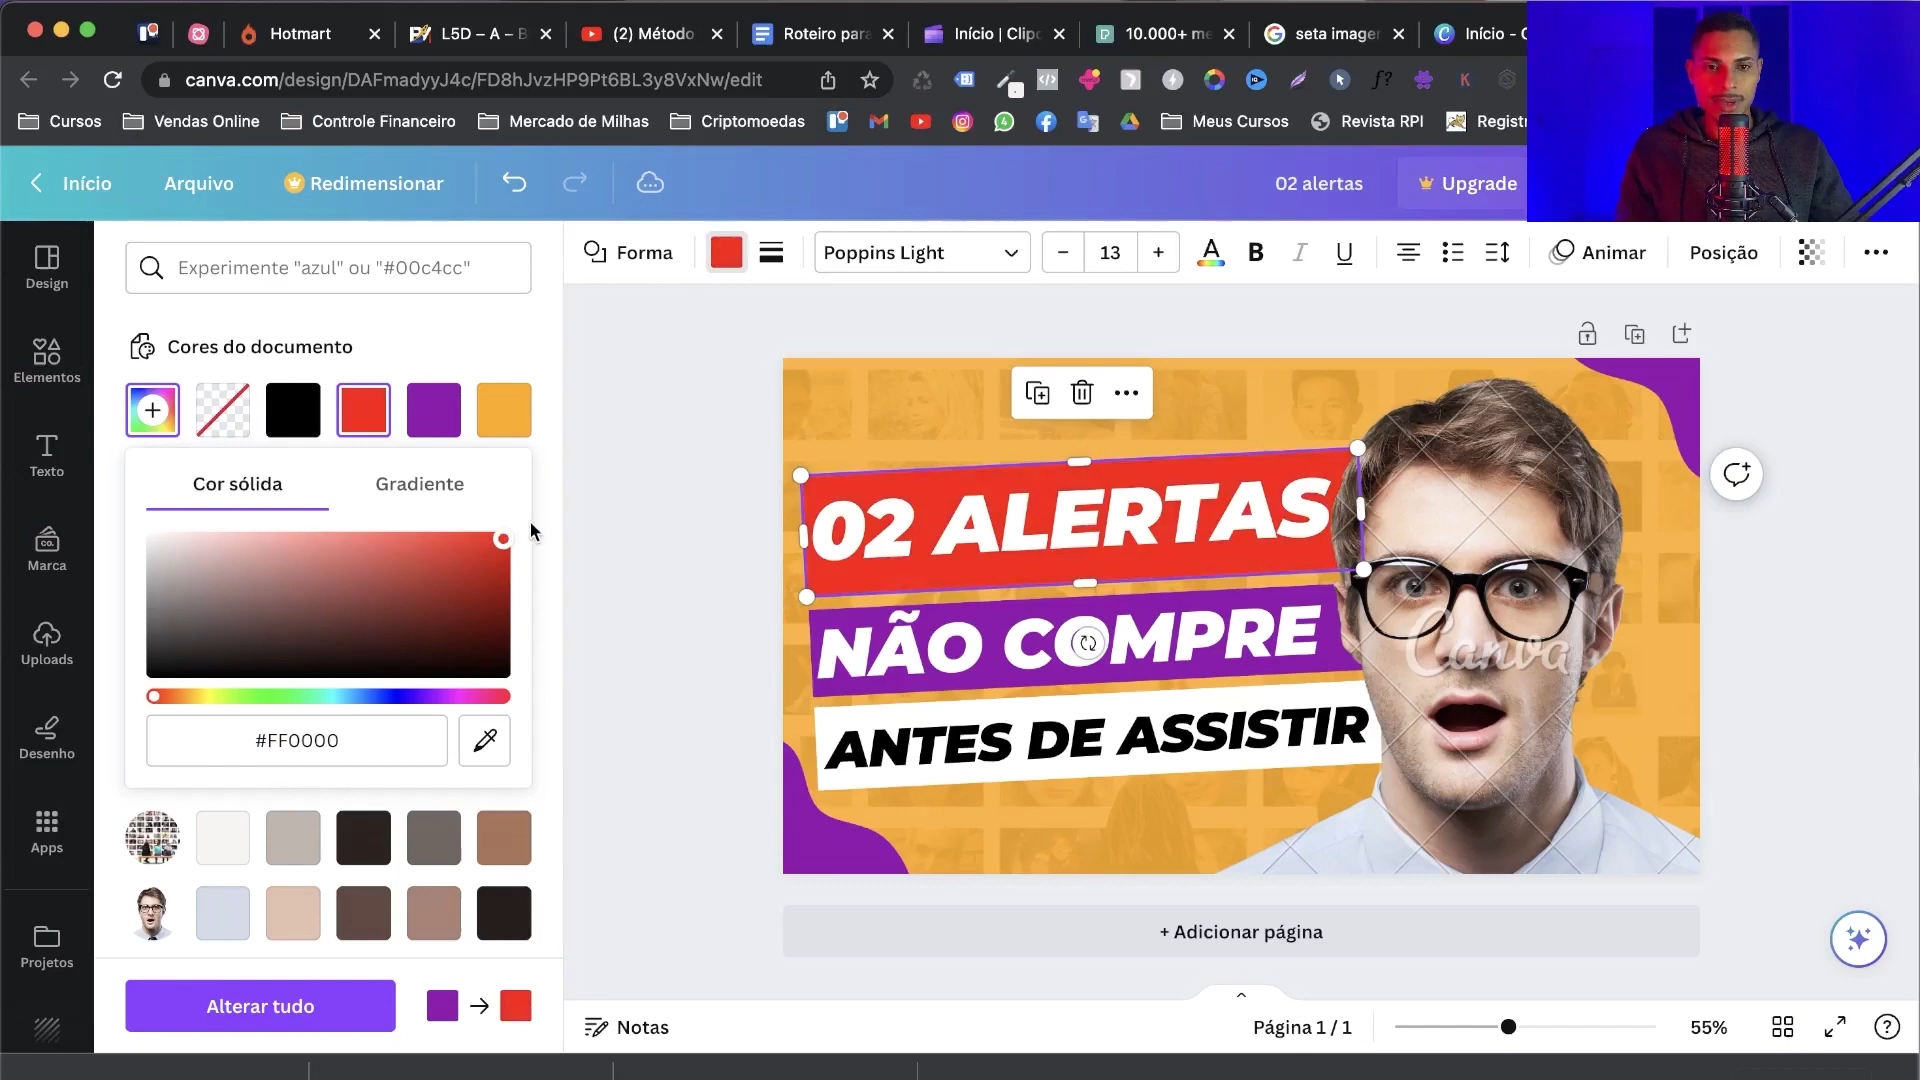 Hotmart
L5D – A – B
(2) Método
Roteiro para
Início | Clipc
10.000+ me
seta imager
Início - C
canva.com/design/DAFmadyyJ4c/FD8hJvzHP9Pt6BL3y8VxNw/edit
Cursos
Vendas Online
Controle Financeiro
Mercado de Milhas
Criptomoedas
Meus Cursos
Revista RPI
Registr
Início
Arquivo
Redimensionar
02 alertas
Upgrade
Design
Elementos
Texto
Marca
Uploads
Desenho
Apps
Projetos
Experimente "azul" ou "#00c4cc"
Cores do documento
Cor sólida
Gradiente
#FF0000
Alterar tudo
Forma
Poppins Light
– 13 +
A B I U
Animar
Posição
02 ALERTAS
NÃO COMPRE
ANTES DE ASSISTIR
Canva
+ Adicionar página
Notas
Página 1 / 1
55%